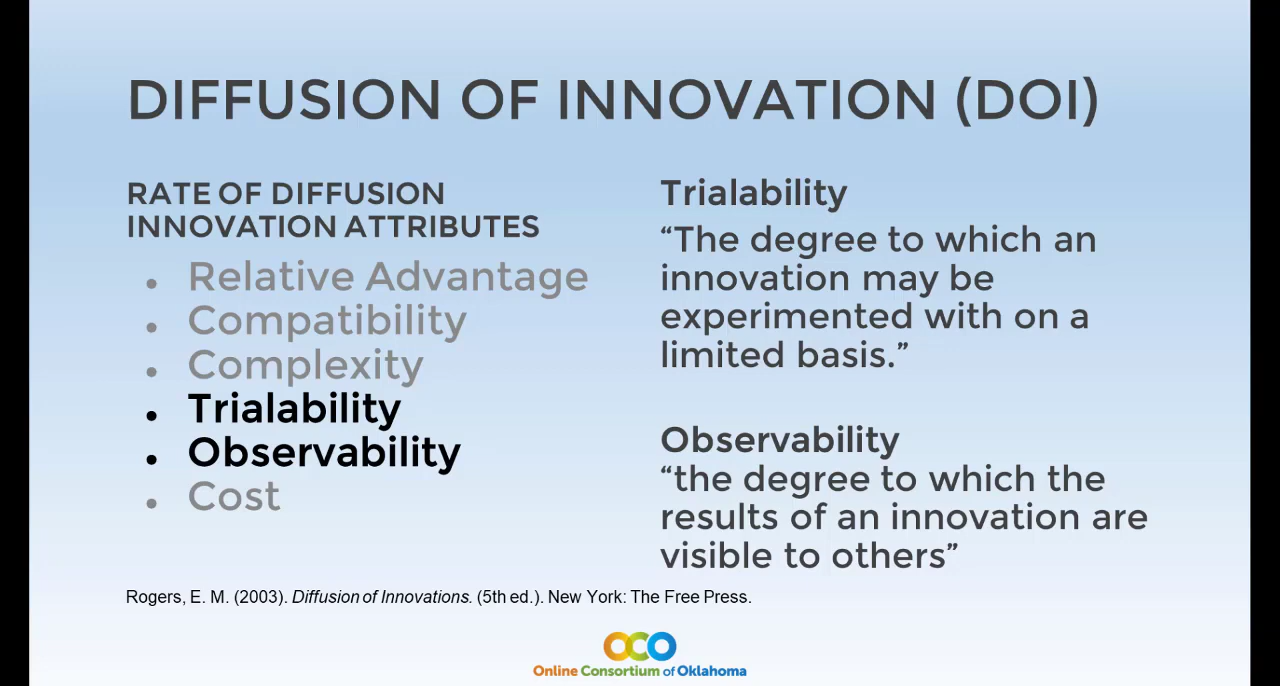 DIFFUSION OF INNOVATION (DOI)
RATE OF DIFFUSION
INNOVATION ATTRIBUTES
• Relative Advantage
• Compatibility
• Complexity
• Trialability
• Observability
• Cost
Trialability
“The degree to which an
innovation may be
experimented with on a
limited basis.”
Observability
“the degree to which the
results of an innovation are
visible to others”
Rogers, E. M. (2003). Diffusion of Innovations. (5th ed.). New York: The Free Press.
OCO
Online Consortium of Oklahoma